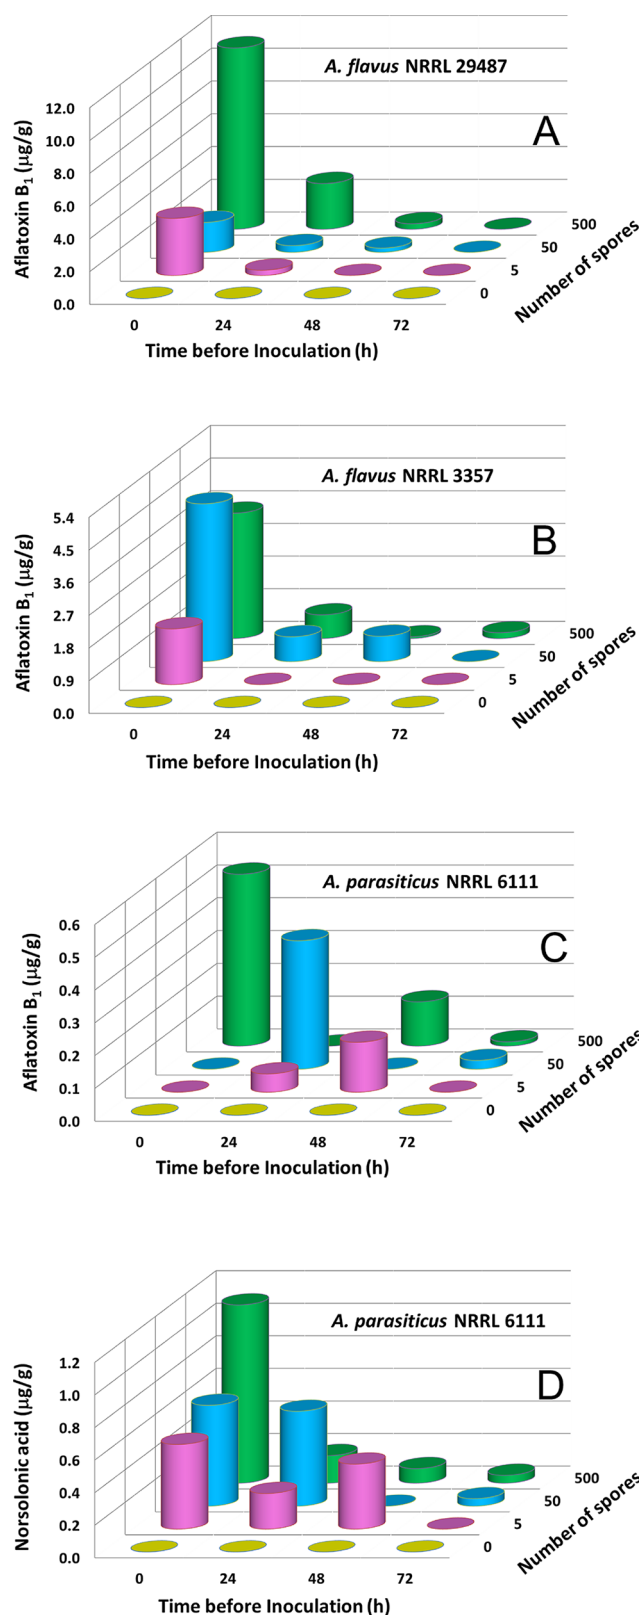 A. flavus NRRL 29487
A
Aflatoxin B₁ (μg/g)
12.0
10.0
8.0
6.0
4.0
2.0
0.0
0 24 48 72
Time before Inoculation (h)
0 5 50 500
Number of spores
A. flavus NRRL 3357
B
Aflatoxin B₁ (μg/g)
5.4
4.5
3.6
2.7
1.8
0.9
0.0
0 24 48 72
Time before Inoculation (h)
0 5 50 500
Number of spores
A. parasiticus NRRL 6111
C
Aflatoxin B₁ (μg/g)
0.6
0.5
0.4
0.3
0.2
0.1
0.0
0 24 48 72
Time before Inoculation (h)
0 5 50 500
Number of spores
A. parasiticus NRRL 6111
D
Norsolonic acid (μg/g)
1.2
1.0
0.8
0.6
0.4
0.2
0.0
0 24 48 72
Time before Inoculation (h)
0 5 50 500
Number of spores